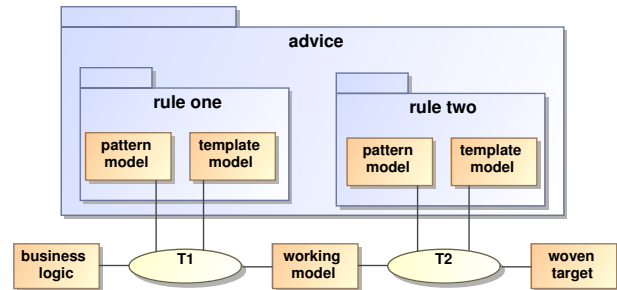 advice
rule one
pattern
model
template
model
rule two
pattern
model
template
model
business
logic
T1
working
model
T2
woven
target